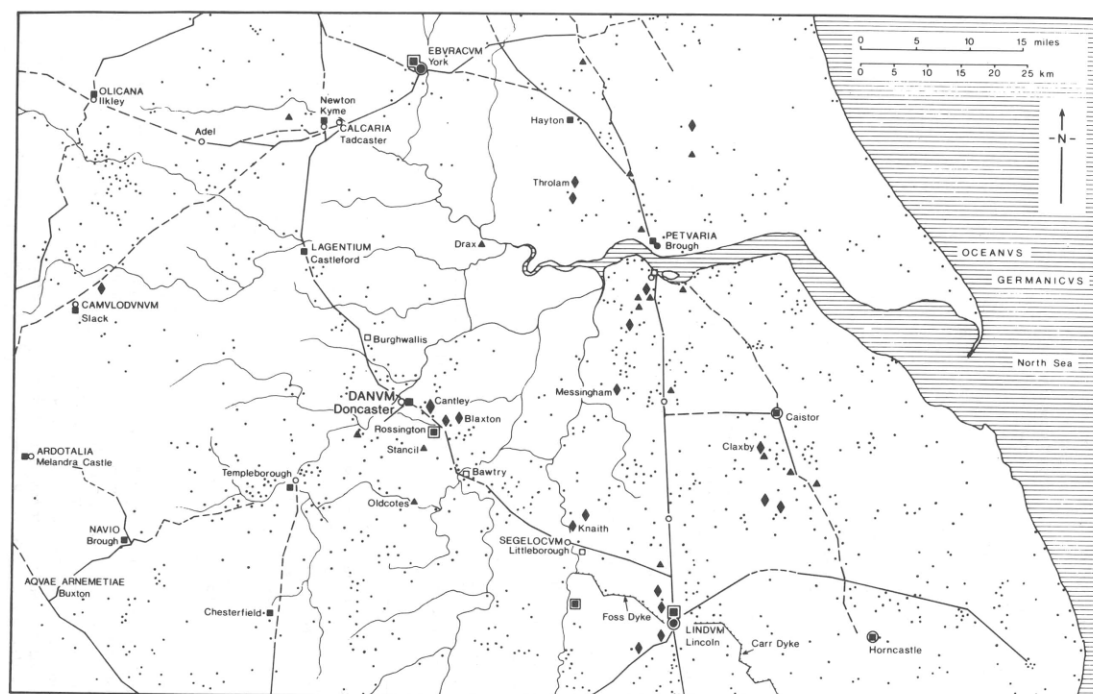 EBVRACVM
York
0 5 10 15 miles
0 5 10 15 20 25 km
-N-
OLICANA
Ilkley
Newton
Kyme
CALCARIA
Tadcaster
Adel
Hayton
Throlam
PETVARIA
Brough
Drax
LAGENTIUM
Castleford
OCEANVS
GERMANICVS
North Sea
CAMVLODVNVM
Slack
Burghwallis
DANVM
Doncaster
Cantley
Blaxton
Rossington
Stancil
Messingham
Caistor
Claxby
ARDOTALIA
Melandra Castle
Templeborough
Bawtry
Oldcotes
Knaith
NAVIO
Brough
SEGELOCVM
Littleborough
AQVAE ARNEMETIAE
Buxton
Chesterfield
Foss Dyke
LINDVM
Lincoln
Carr Dyke
Horncastle